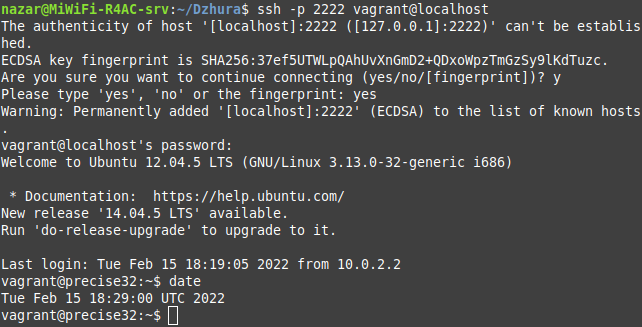 nazar@MiWiFi-R4AC-srv:~/Dzhura$ ssh -p 2222 vagrant@localhost
The authenticity of host '[localhost]:2222 ([127.0.0.1]:2222)' can't be establis
hed.
ECDSA key fingerprint is SHA256:37ef5UTWLpQAhUvXnGmD2+QDxoWpzTmGzSy9lKdTuzc.
Are you sure you want to continue connecting (yes/no/[fingerprint])? y
Please type 'yes', 'no' or the fingerprint: yes
Warning: Permanently added '[localhost]:2222' (ECDSA) to the list of known hosts
.
vagrant@localhost's password:
Welcome to Ubuntu 12.04.5 LTS (GNU/Linux 3.13.0-32-generic i686)

 * Documentation:  https://help.ubuntu.com/
New release '14.04.5 LTS' available.
Run 'do-release-upgrade' to upgrade to it.

Last login: Tue Feb 15 18:19:05 2022 from 10.0.2.2
vagrant@precise32:~$ date
Tue Feb 15 18:29:00 UTC 2022
vagrant@precise32:~$